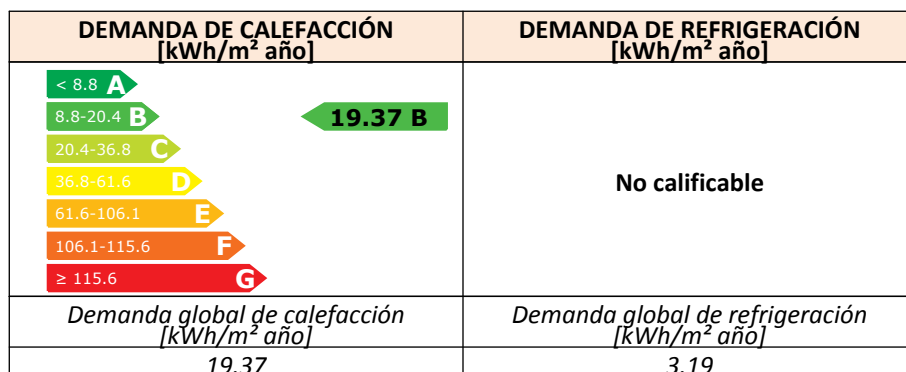 DEMANDA DE CALEFACCIÓN
[kWh/m² año]
DEMANDA DE REFRIGERACIÓN
[kWh/m² año]
< 8.8 A
8.8-20.4 B
20.4-36.8 C
36.8-61.6 D
61.6-106.1 E
106.1-115.6 F
≥ 115.6 G
19.37 B
No calificable
Demanda global de calefacción
[kWh/m² año]
Demanda global de refrigeración
[kWh/m² año]
19.37
3.19